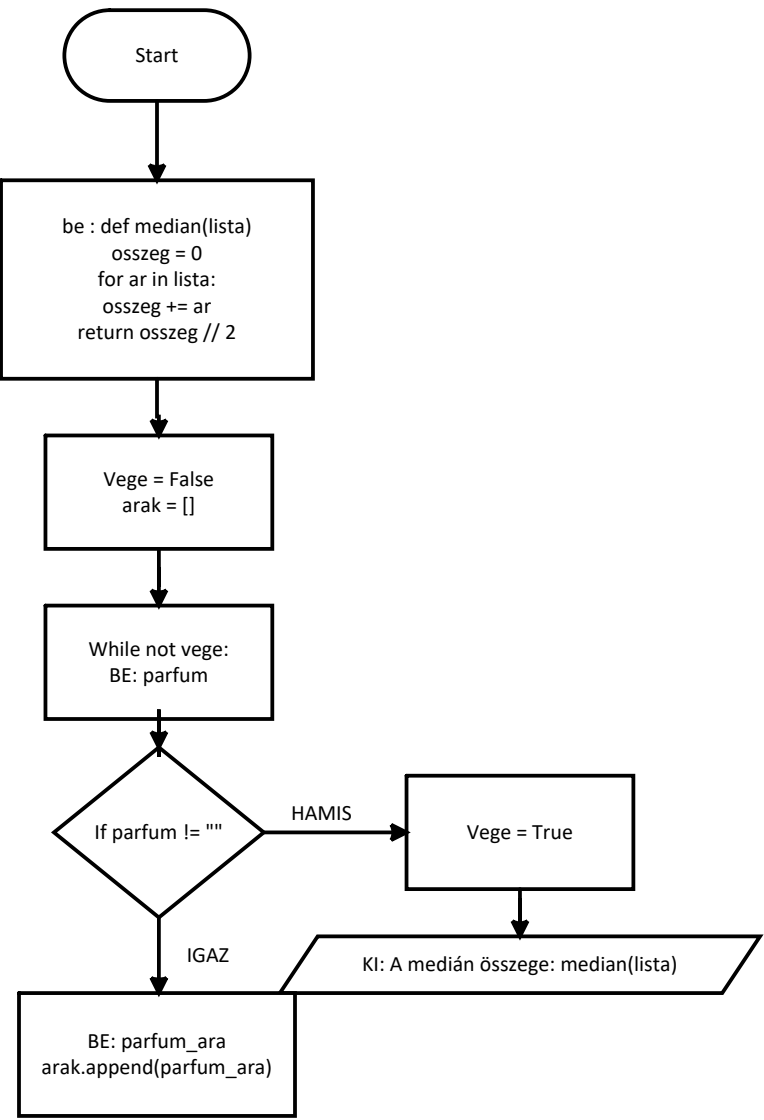 Start
be : def median(lista)
osszeg = 0
for ar in lista:
osszeg += ar
return osszeg // 2
Vege = False
arak = []
While not vege:
BE: parfum
If parfum != ""
HAMIS
Vege = True
IGAZ
KI: A medián összege: median(lista)
BE: parfum_ara
arak.append(parfum_ara)